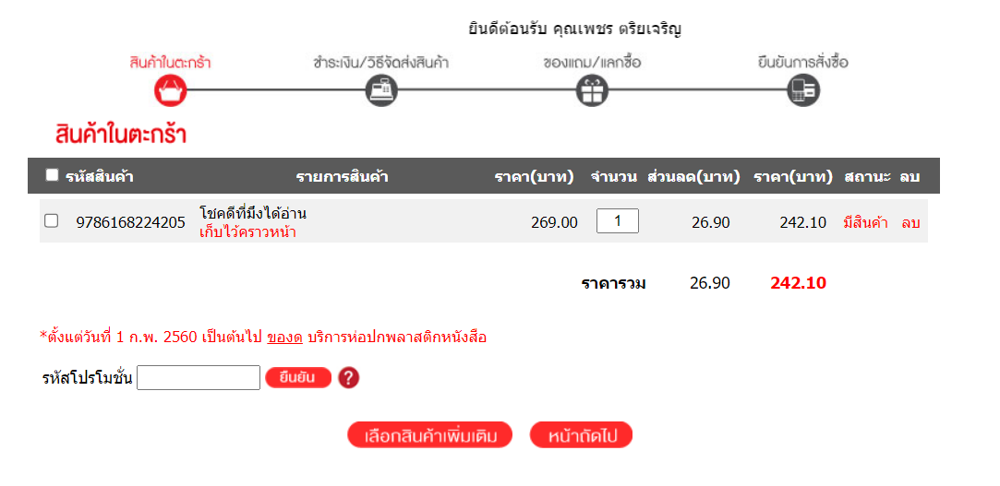 ยินดีต้อนรับ คุณเพชร ตริยเจริญ
สินค้าในตะกร้า ชำระเงิน/วิธีจัดส่งสินค้า ของแถม/แลกซื้อ ยืนยันการสั่งซื้อ
สินค้าในตะกร้า
รหัสสินค้า รายการสินค้า ราคา(บาท) จำนวน ส่วนลด(บาท) ราคา(บาท) สถานะ ลบ
9786168224205 โชคดีที่มึงได้อ่าน 269.00 1 26.90 242.10 มีสินค้า ลบ
เก็บไว้คราวหน้า
ราคารวม 26.90 242.10
*ตั้งแต่วันที่ 1 ก.พ. 2560 เป็นต้นไป ของด บริการห่อปกพลาสติกหนังสือ
รหัสโปรโมชั่น ยืนยัน ?
เลือกสินค้าเพิ่มเติม หน้าถัดไป